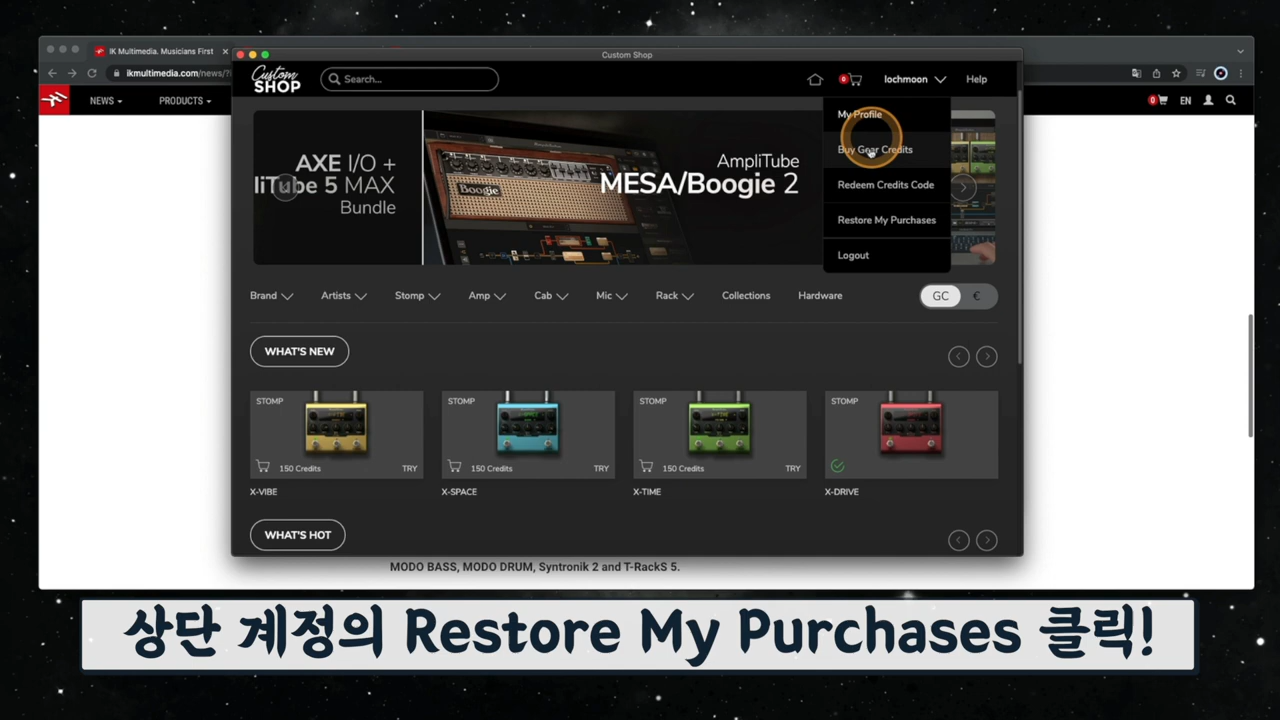 IK Multimedia. Musicians First
ikmultimedia.com/news/?
NEWS
PRODUCTS
0
EN
Custom Shop
Custom
SHOP
Search...
0
lochmoon
Help
My Profile
Buy Gear Credits
Redeem Credits Code
Restore My Purchases
Logout
AXE I/O +
liTube 5 MAX
Bundle
Boogie
AmpliTube
MESA/Boogie 2
Brand
Artists
Stomp
Amp
Cab
Mic
Rack
Collections
Hardware
GC
€
WHAT'S NEW
STOMP
150 Credits
TRY
X-VIBE
STOMP
150 Credits
TRY
X-SPACE
STOMP
150 Credits
TRY
X-TIME
STOMP
X-DRIVE
WHAT'S HOT
MODO BASS, MODO DRUM, Syntronik 2 and T-RackS 5.
상단 계정의 Restore My Purchases 클릭!